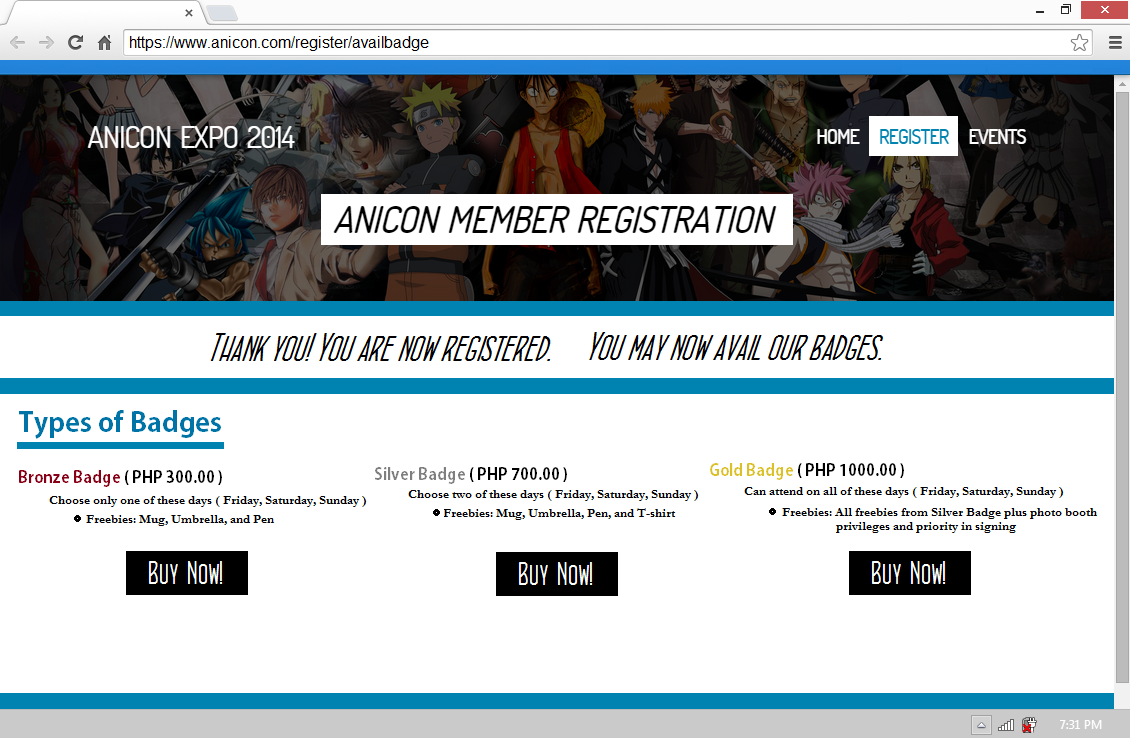 https://www.anicon.com/register/availbadge
ANICON EXPO 2014
HOME
REGISTER
EVENTS
ANICON MEMBER REGISTRATION
Thank you! You are now registered.
You may now avail our badges.
Types of Badges
Bronze Badge ( PHP 300.00 )
Choose only one of these days ( Friday, Saturday, Sunday )
Freebies: Mug, Umbrella, and Pen
Buy Now!
Silver Badge ( PHP 700.00 )
Choose two of these days ( Friday, Saturday, Sunday )
Freebies: Mug, Umbrella, Pen, and T-shirt
Buy Now!
Gold Badge ( PHP 1000.00 )
Can attend on all of these days ( Friday, Saturday, Sunday )
Freebies: All freebies from Silver Badge plus photo booth
privileges and priority in signing
Buy Now!
7:31 PM